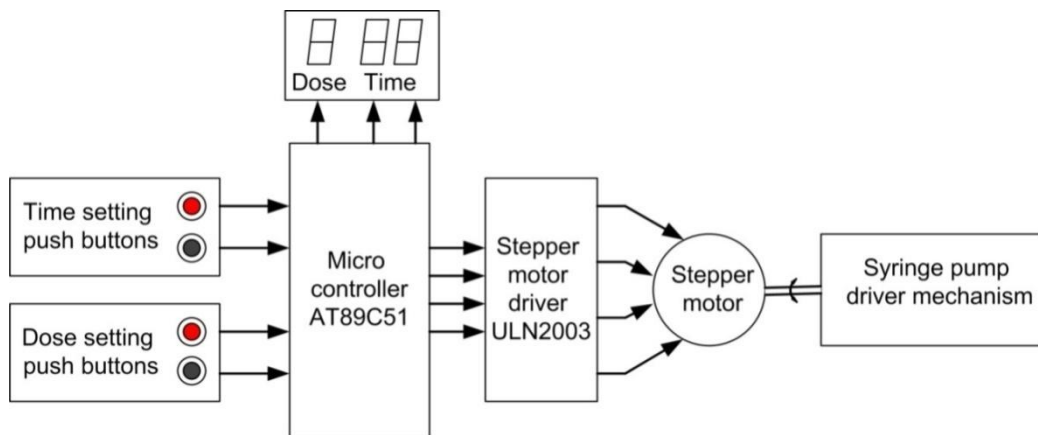 Dose Time
Time setting
push buttons
Dose setting
push buttons
Micro
controller
AT89C51
Stepper
motor
driver
ULN2003
Stepper
motor
Syringe pump
driver mechanism